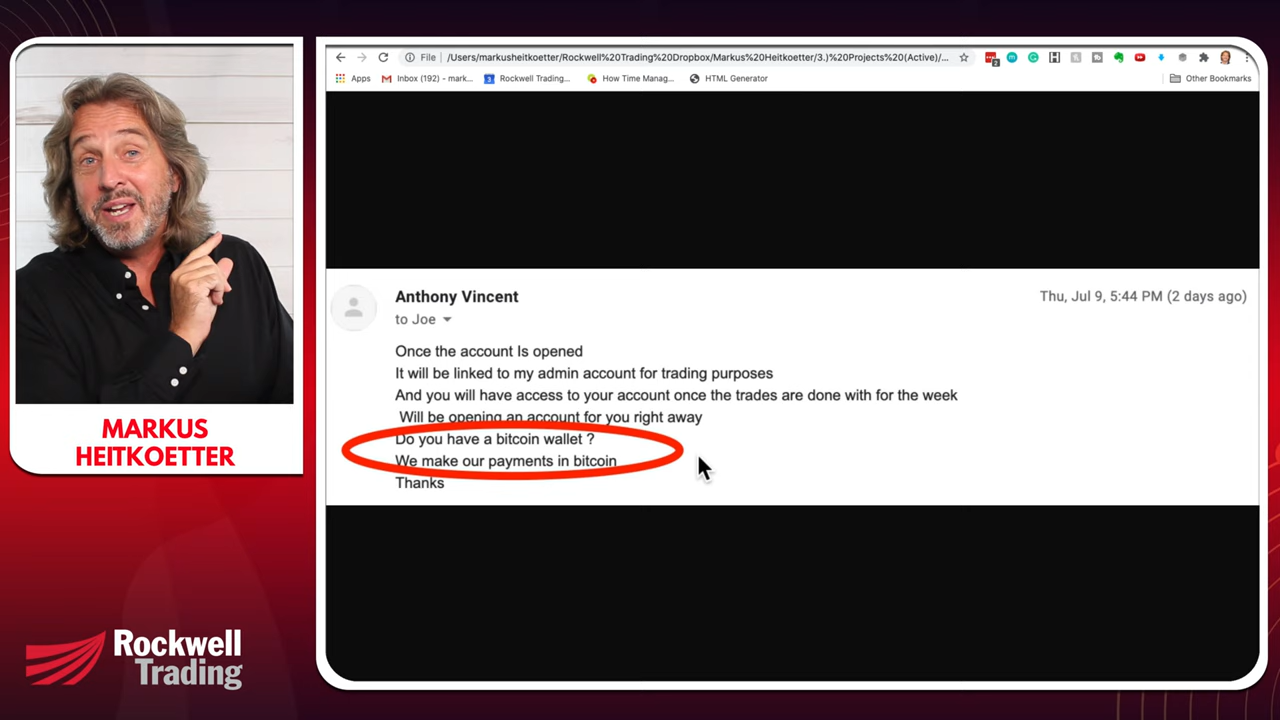 File
/Users/markusheitkoetter/Rockwell%20Trading%20Dropbox/Markus%20Heitkoetter/3.)%20Projects%20(Active)/...
Apps
Inbox (192) - mark...
Rockwell Trading...
How Time Manag...
HTML Generator
Other Bookmarks
Anthony Vincent
Thu, Jul 9, 5:44 PM (2 days ago)
to Joe
Once the account Is opened
It will be linked to my admin account for trading purposes
And you will have access to your account once the trades are done with for the week
Will be opening an account for you right away
Do you have a bitcoin wallet ?
We make our payments in bitcoin
Thanks
MARKUS
HEITKOETTER
Rockwell
Trading